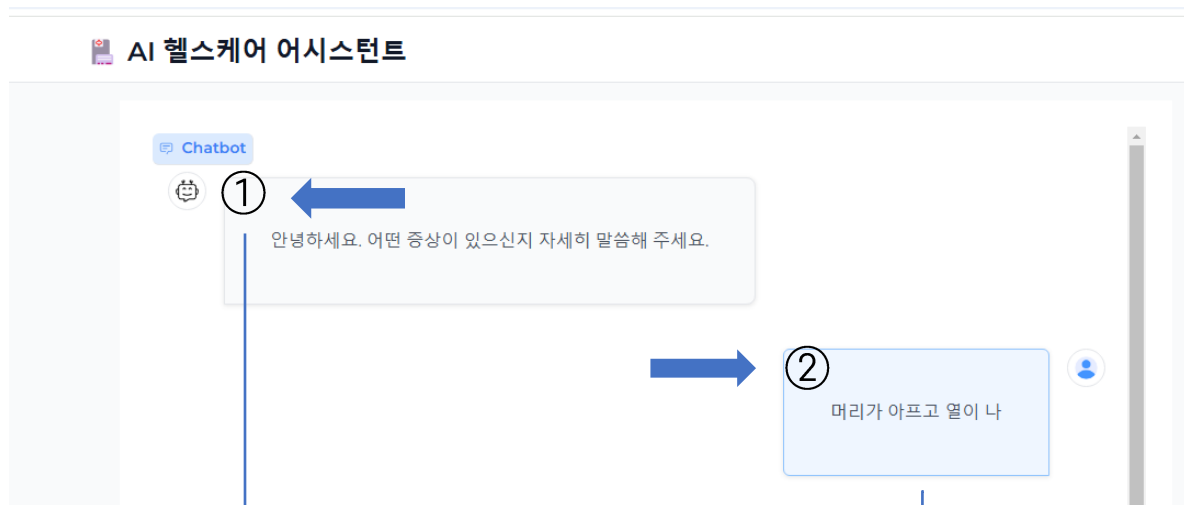 AI 헬스케어 어시스턴트
Chatbot
①
안녕하세요. 어떤 증상이 있으신지 자세히 말씀해 주세요.
②
머리가 아프고 열이 나